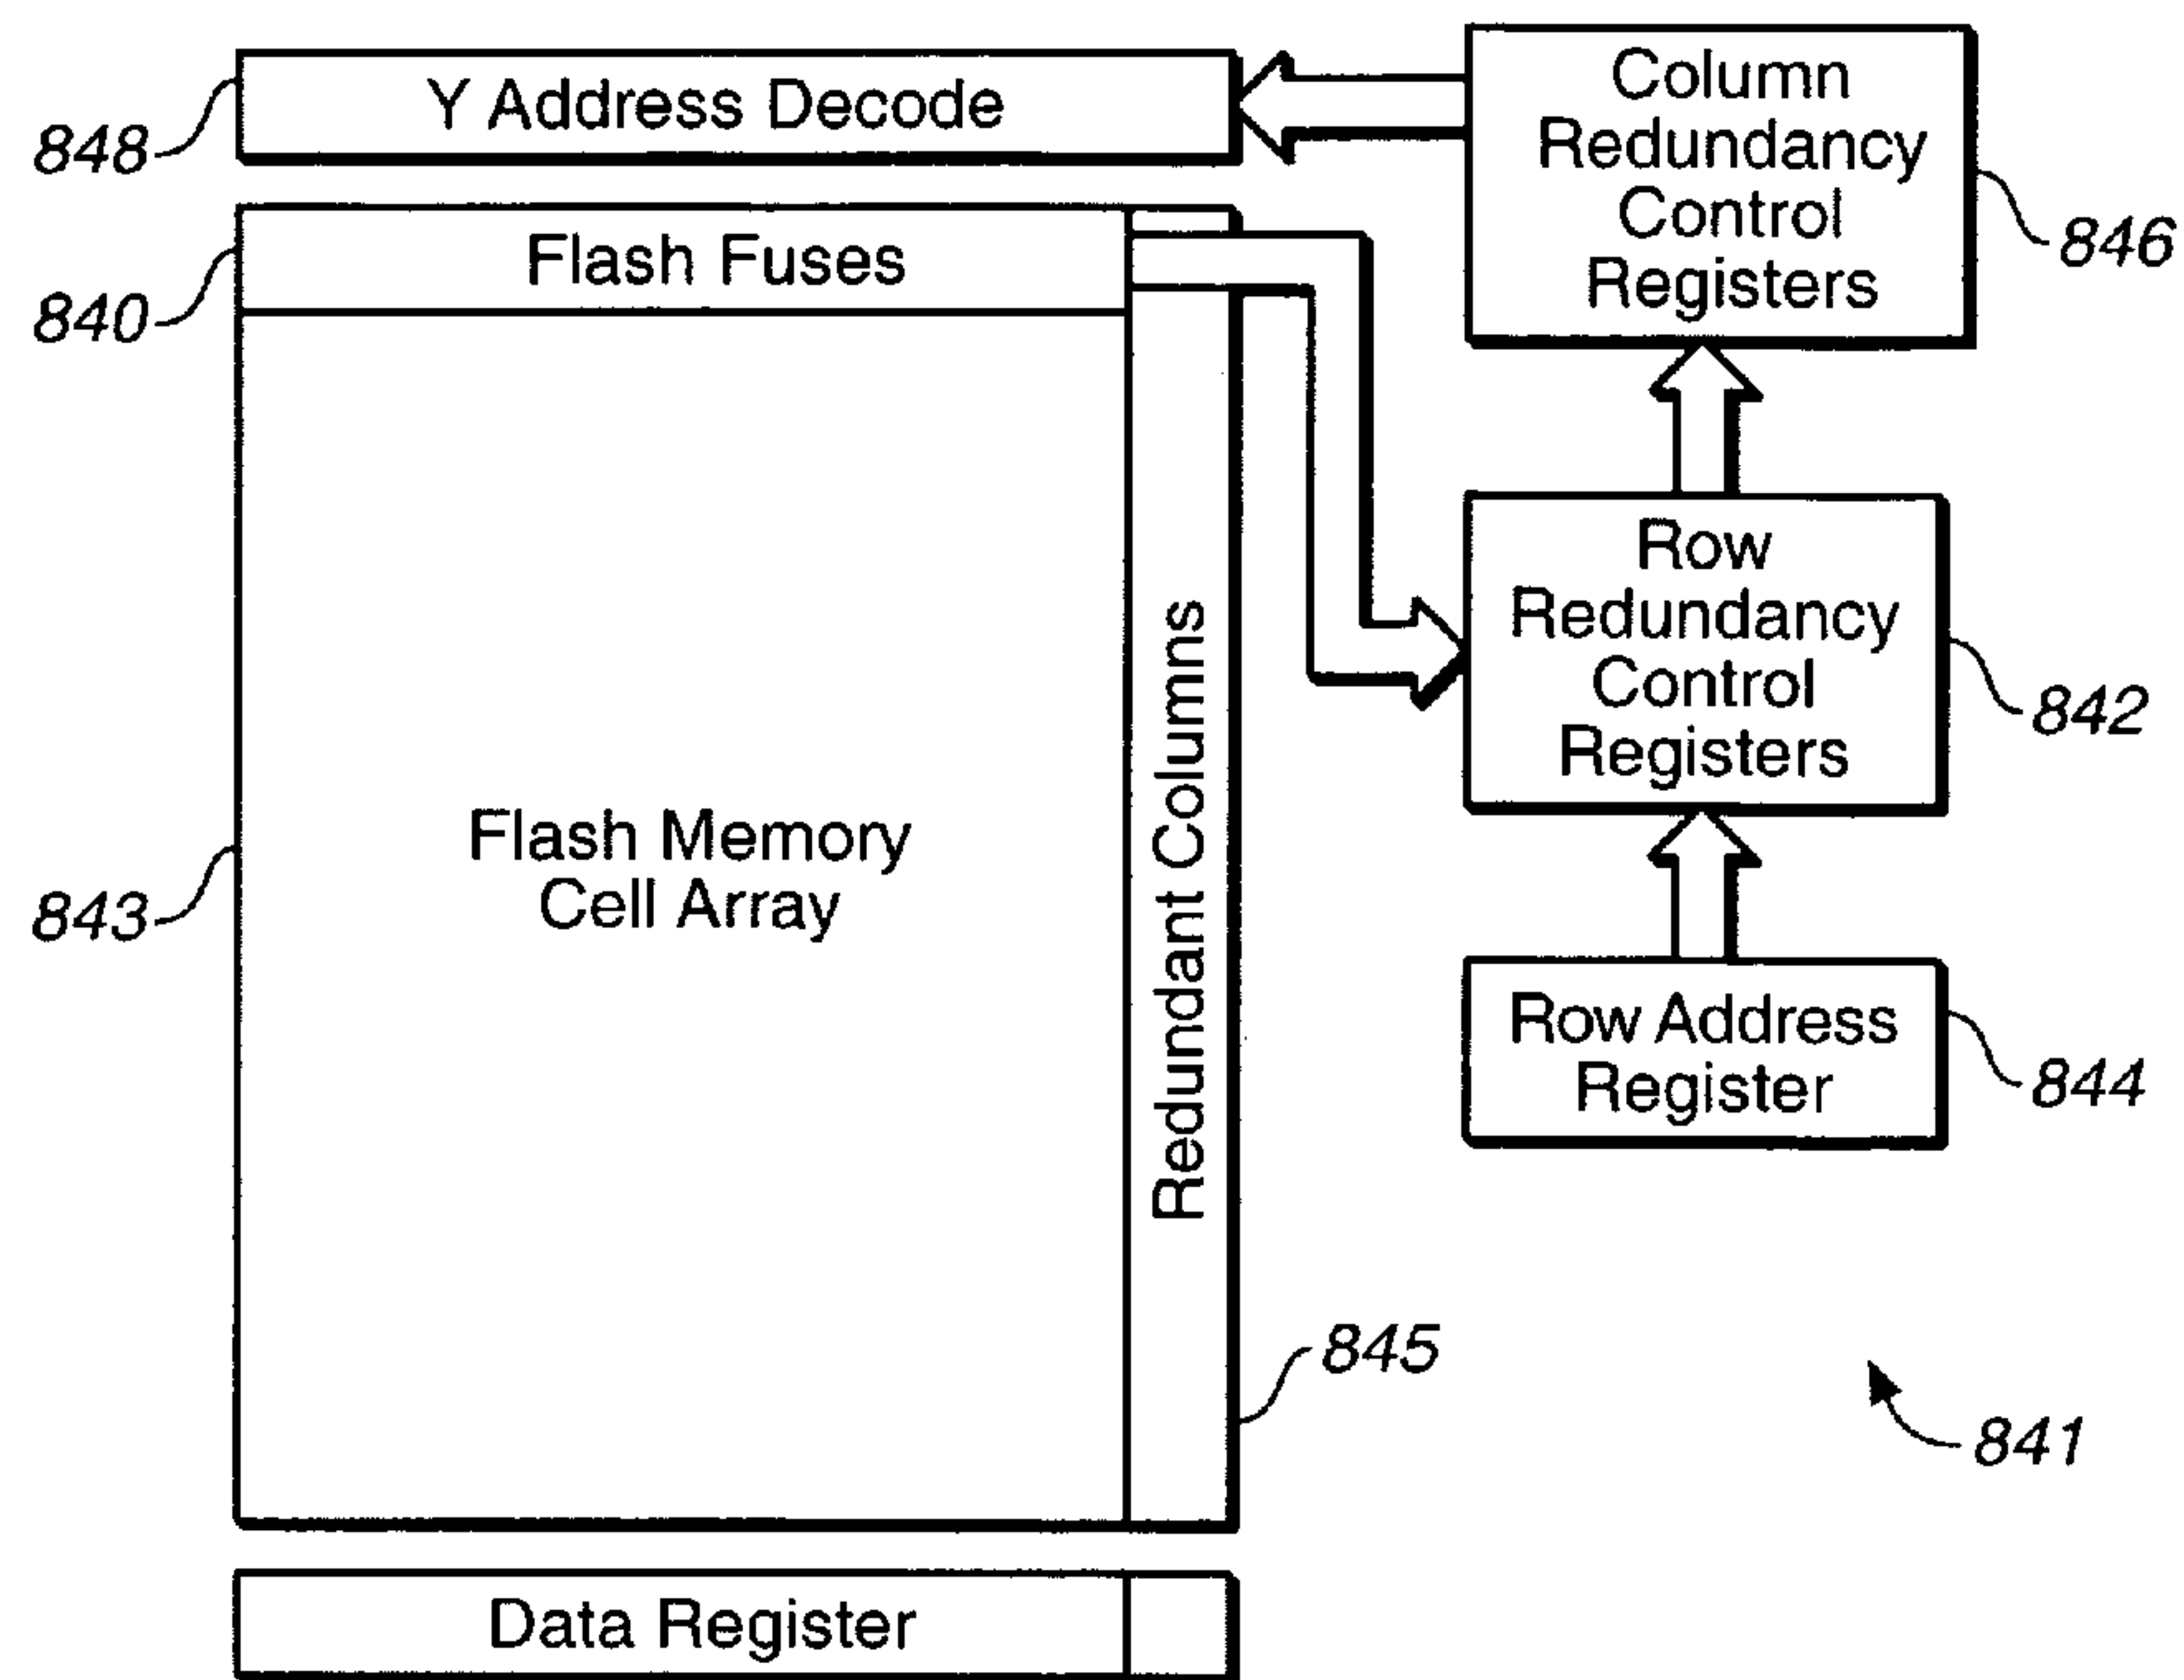 Y Address Decode
848
Flash Fuses
840
Flash Memory
Cell Array
843
Redundant Columns
845
Data Register
Column
Redundancy
Control
Registers
846
Row
Redundancy
Control
Registers
842
Row Address
Register
844
841